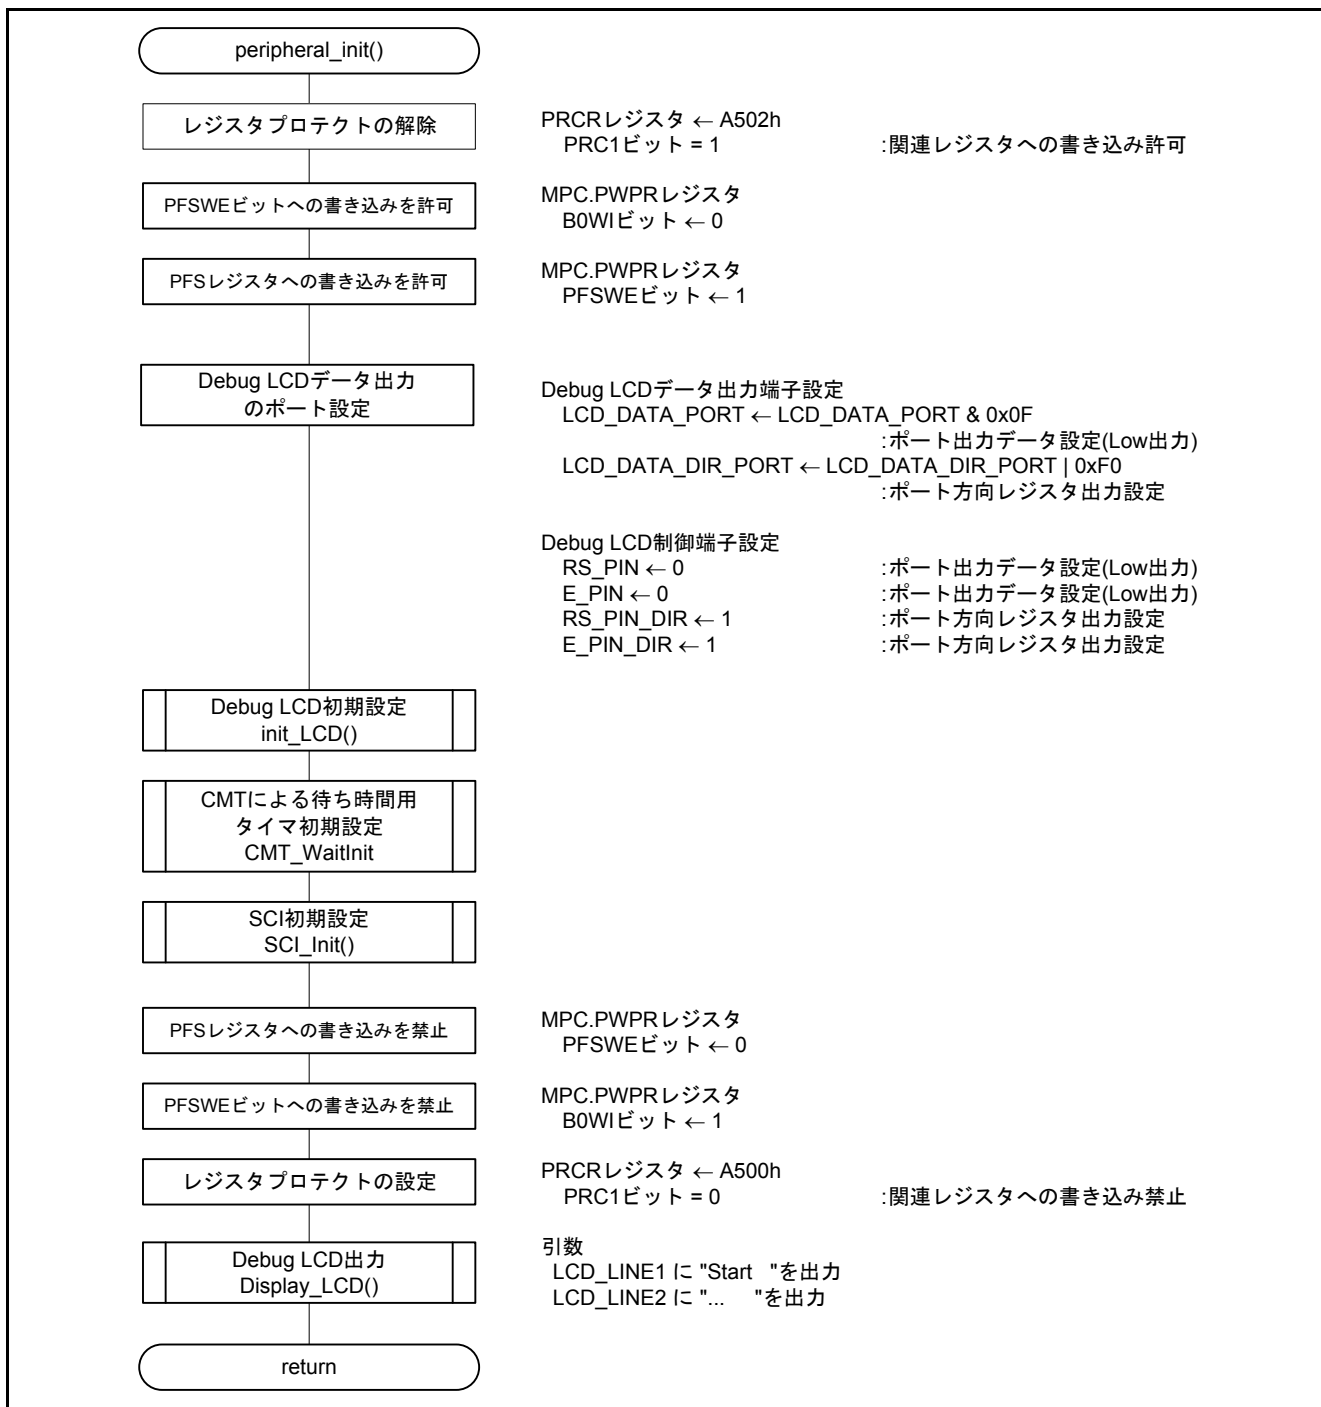 peripheral_init()
レジスタプロテクトの解除
PRCRレジスタ ← A502h
PRC1ビット = 1 :関連レジスタへの書き込み許可
PFSWEビットへの書き込みを許可
MPC.PWPRレジスタ
B0WIビット ← 0
PFSレジスタへの書き込みを許可
MPC.PWPRレジスタ
PFSWEビット ← 1
Debug LCDデータ出力
のポート設定
Debug LCDデータ出力端子設定
LCD_DATA_PORT ← LCD_DATA_PORT & 0x0F
:ポート出力データ設定(Low出力)
LCD_DATA_DIR_PORT ← LCD_DATA_DIR_PORT | 0xF0
:ポート方向レジスタ出力設定
Debug LCD制御端子設定
RS_PIN ← 0 :ポート出力データ設定(Low出力)
E_PIN ← 0 :ポート出力データ設定(Low出力)
RS_PIN_DIR ← 1 :ポート方向レジスタ出力設定
E_PIN_DIR ← 1 :ポート方向レジスタ出力設定
Debug LCD初期設定
init_LCD()
CMTによる待ち時間用
タイマ初期設定
CMT_WaitInit
SCI初期設定
SCI_Init()
PFSレジスタへの書き込みを禁止
MPC.PWPRレジスタ
PFSWEビット ← 0
PFSWEビットへの書き込みを禁止
MPC.PWPRレジスタ
B0WIビット ← 1
レジスタプロテクトの設定
PRCRレジスタ ← A500h
PRC1ビット = 0 :関連レジスタへの書き込み禁止
Debug LCD出力
Display_LCD()
引数
LCD_LINE1 に "Start   "を出力
LCD_LINE2 に "...     "を出力
return